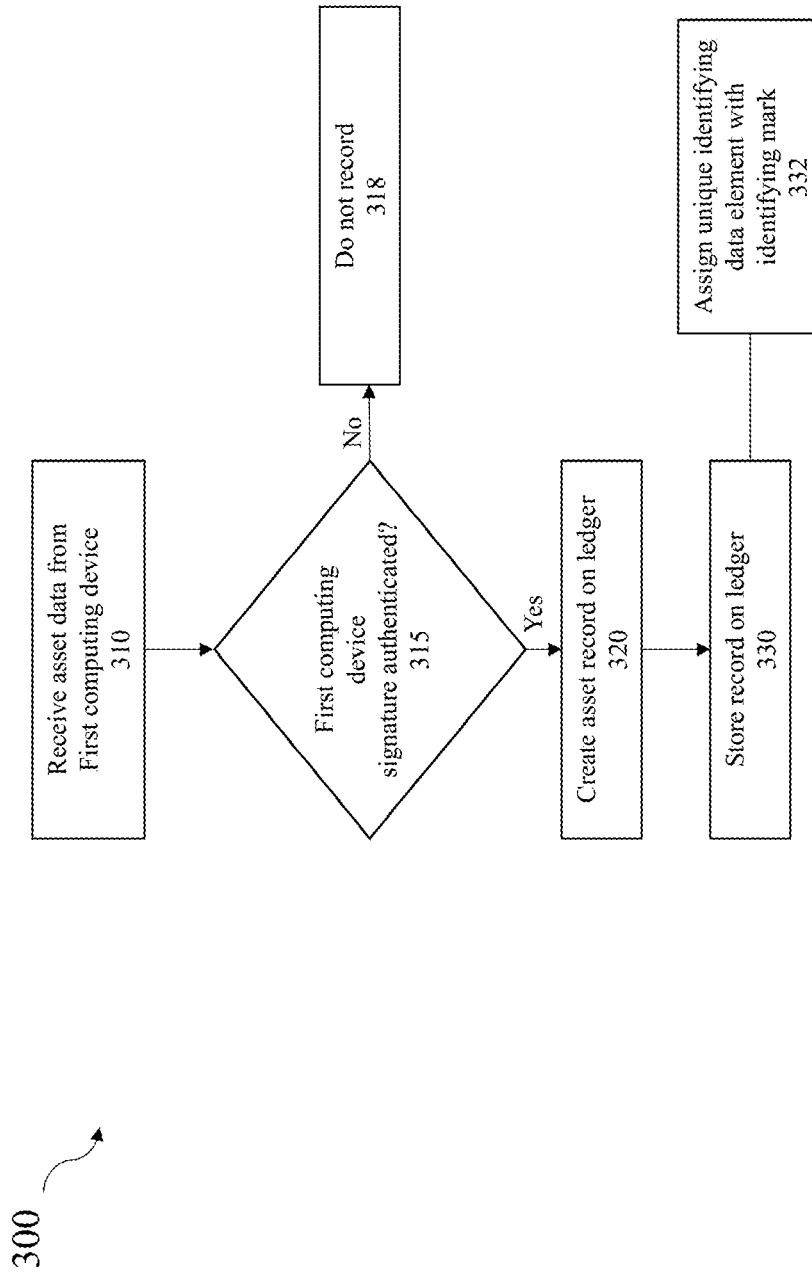 300
Receive asset data from
First computing device
310
First computing
device
signature authenticated?
315
No
Do not record
318
Yes
Create asset record on ledger
320
Store record on ledger
330
Assign unique identifying
data element with
identifying mark
332